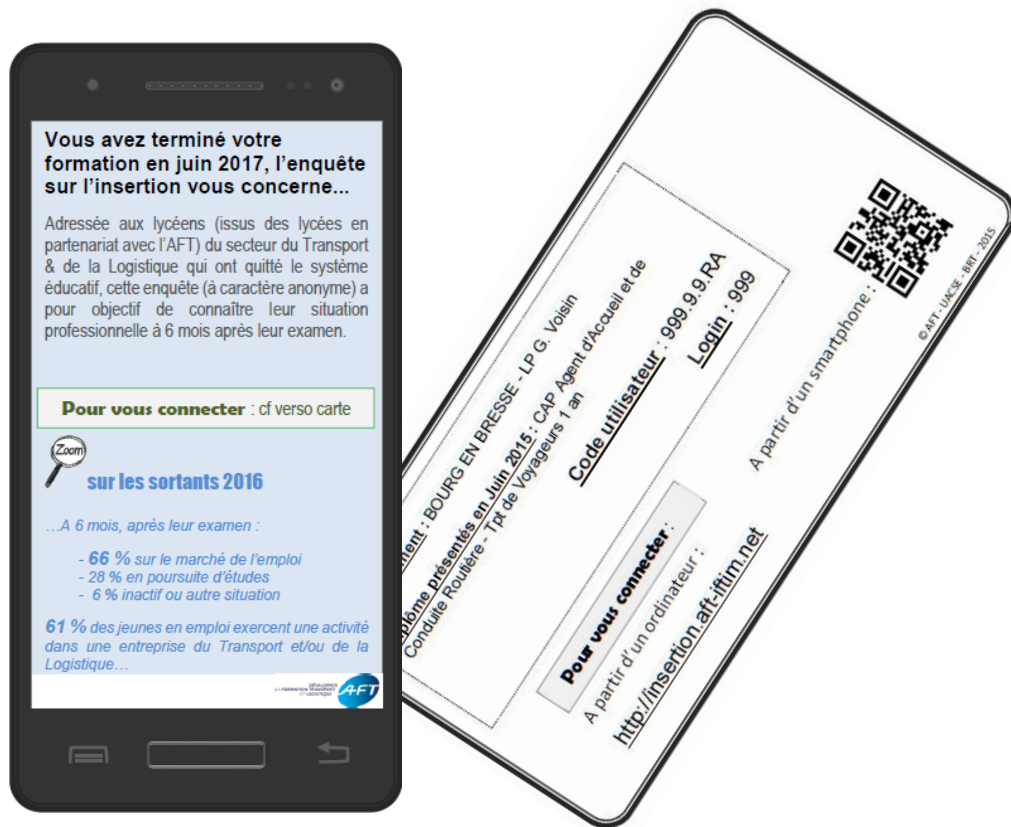 Vous avez terminé votre
formation en juin 2017, l'enquête
sur l'insertion vous concerne...
Adressée aux lycéens (issus des lycées en
partenariat avec l'AFT) du secteur du Transport
& de la Logistique qui ont quitté le système
éducatif, cette enquête (à caractère anonyme) a
pour objectif de connaître leur situation
professionnelle à 6 mois après leur examen.
Pour vous connecter : cf verso carte
Zoom
sur les sortants 2016
…A 6 mois, après leur examen :
- 66 % sur le marché de l'emploi
- 28 % en poursuite d'études
- 6 % inactif ou autre situation
61 % des jeunes en emploi exercent une activité
dans une entreprise du Transport et/ou de la
Logistique…
DÉVELOPPER
LA FORMATION TRANSPORT
ET LOGISTIQUE
AFT
: BOURG EN BRESSE - LP G. Voisin
présentés en Juin 2015 : CAP Agent d'Accueil et de
Conduite Routière - Tpt de Voyageurs 1 an
Code utilisateur : 999.9.9.RA
Login : 999
Pour vous connecter :
A partir d'un ordinateur :
http://insertion.aft-iftim.net
A partir d'un smartphone :
© AFT - UACSE - BRT - 2015